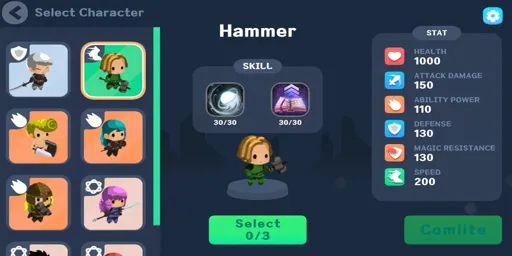 Select Character
Hammer
SKILL
30/30
30/30
Select
0/3
STAT
HEALTH
1000
ATTACK DAMAGE
150
ABILITY POWER
110
DEFENSE
130
MAGIC RESISTANCE
130
SPEED
200
Comlite